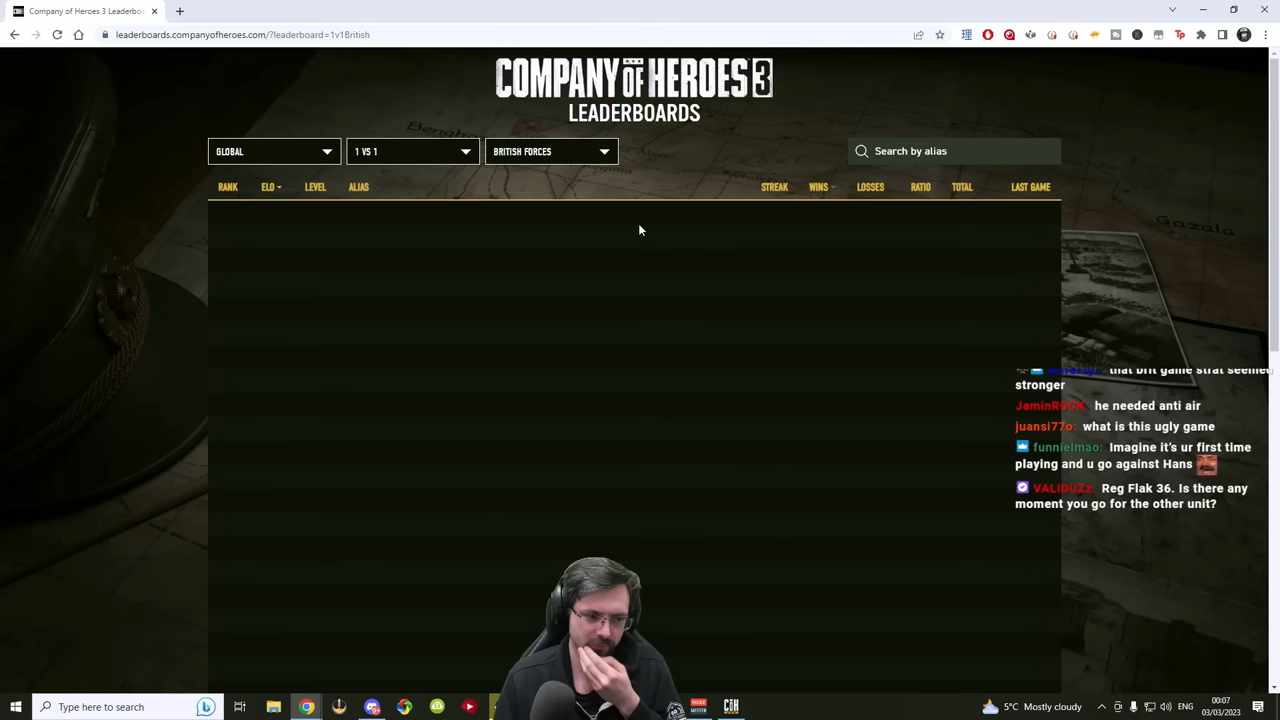 Company of Heroes 3 Leaderboa
leaderboards.companyofheroes.com/?leaderboard=1v1British
COMPANY OF HEROES 3
LEADERBOARDS
GLOBAL
1 VS 1
BRITISH FORCES
Search by alias
RANK ELO LEVEL ALIAS STREAK WINS LOSSES RATIO TOTAL LAST GAME
Gazala
that brit game strat seemed
stronger
JaminROCK: he needed anti air
juansi77o: what is this ugly game
funnielmao: Imagine it's ur first time
playing and u go against Hans
VALIDUZz: Reg Flak 36. Is there any
moment you go for the other unit?
Type here to search
5°C Mostly cloudy
ENG
00:07
03/03/2023